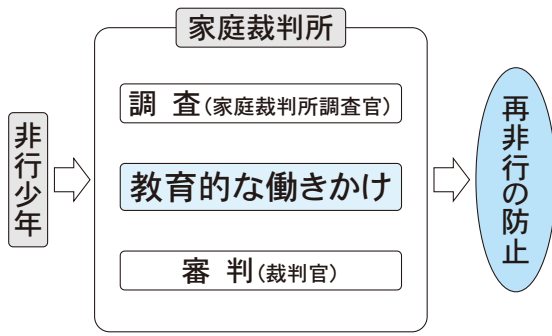 家庭裁判所
非行少年
調 査(家庭裁判所調査官)
教育的な働きかけ
審 判(裁判官)
再非行の防止